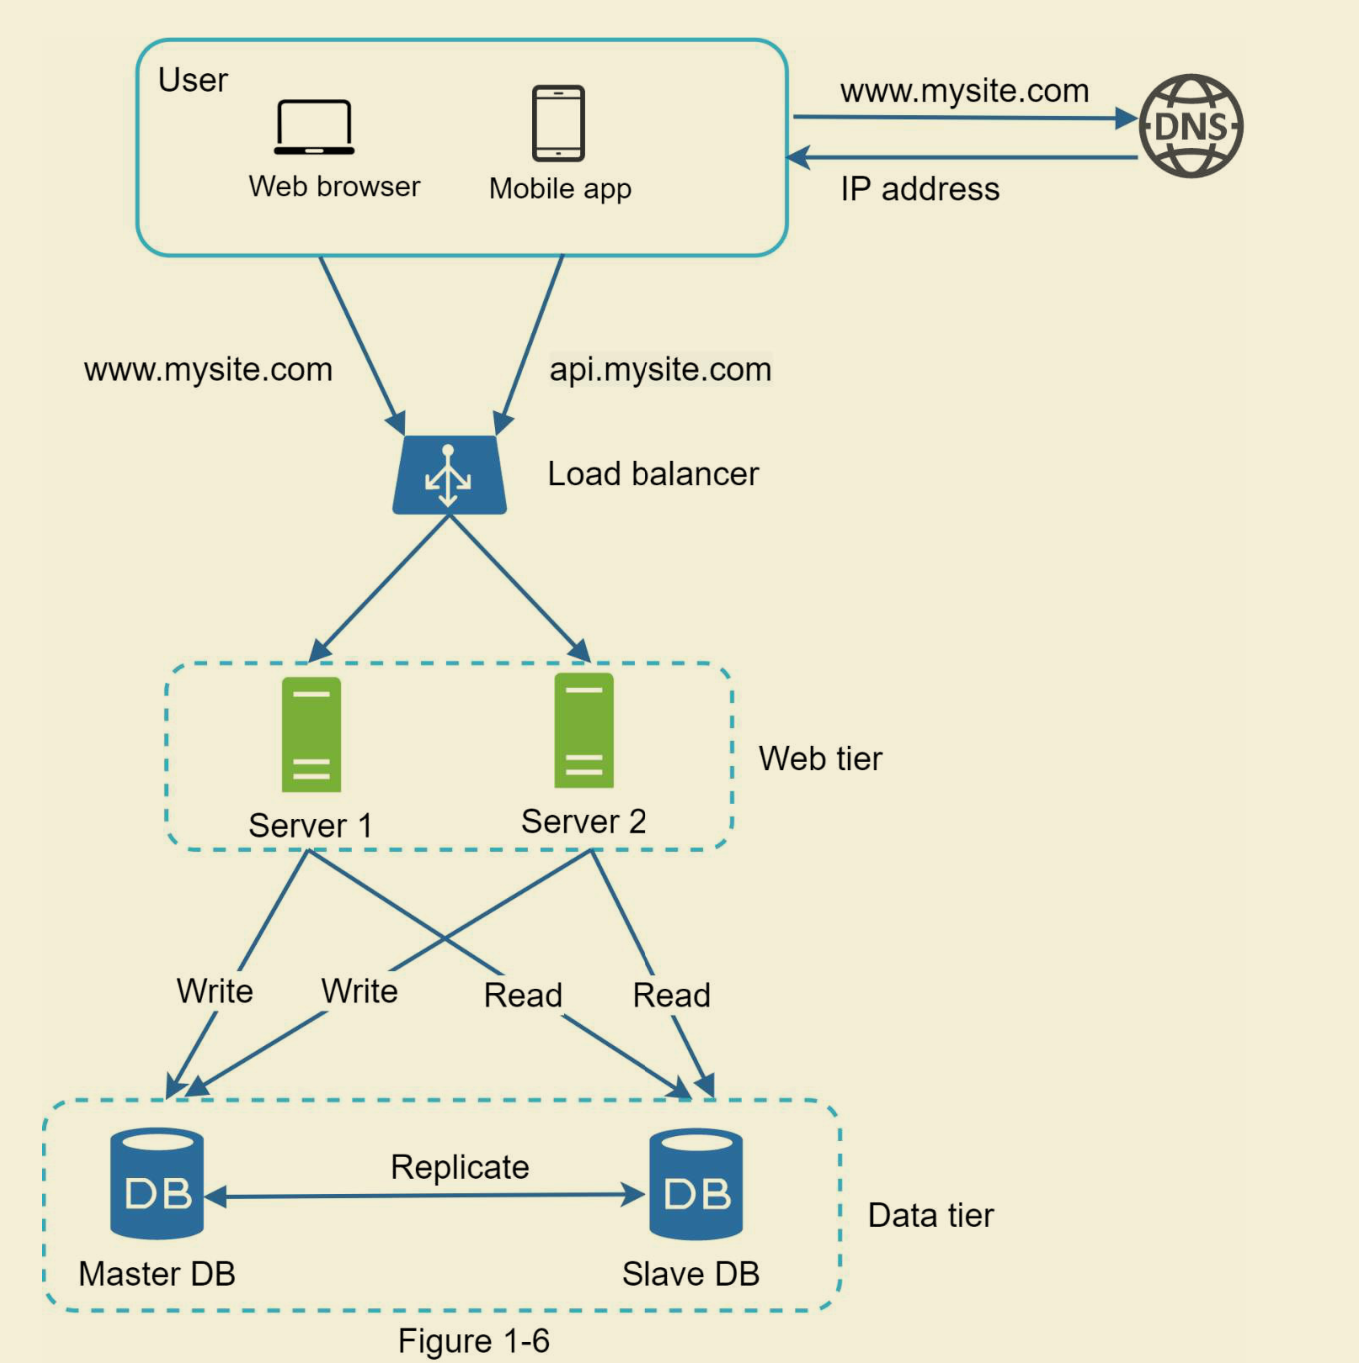 User
www.mysite.com
DNS
Web browser
Mobile app
IP address
www.mysite.com
api.mysite.com
Load balancer
Web tier
Server 1
Server 2
Write
Write
Read
Read
Replicate
DB
DB
Data tier
Master DB
Slave DB
Figure 1-6